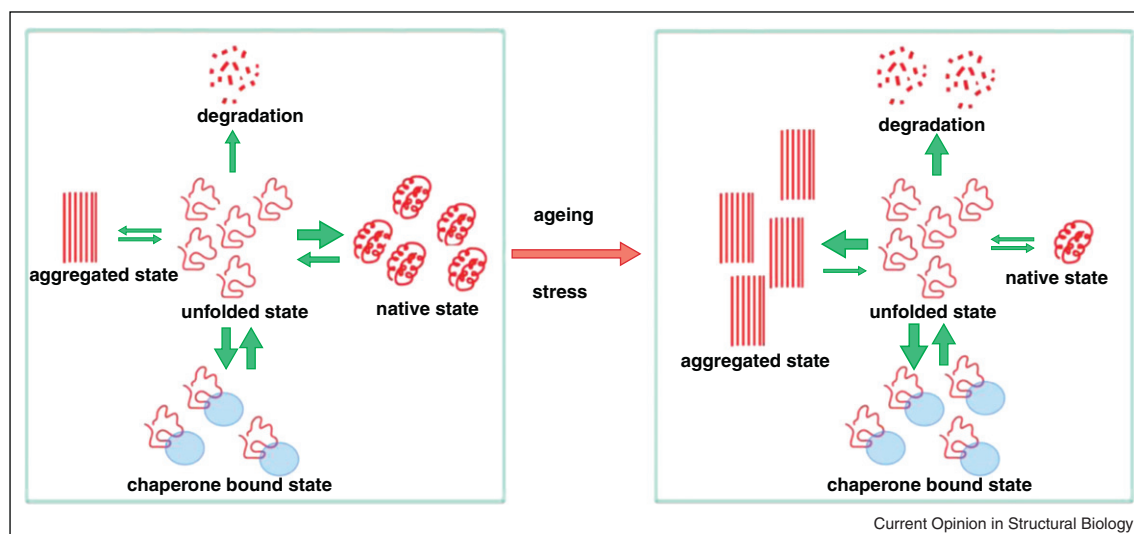 degradation
aggregated state
unfolded state
native state
chaperone bound state
ageing
stress
degradation
aggregated state
unfolded state
native state
chaperone bound state
Current Opinion in Structural Biology